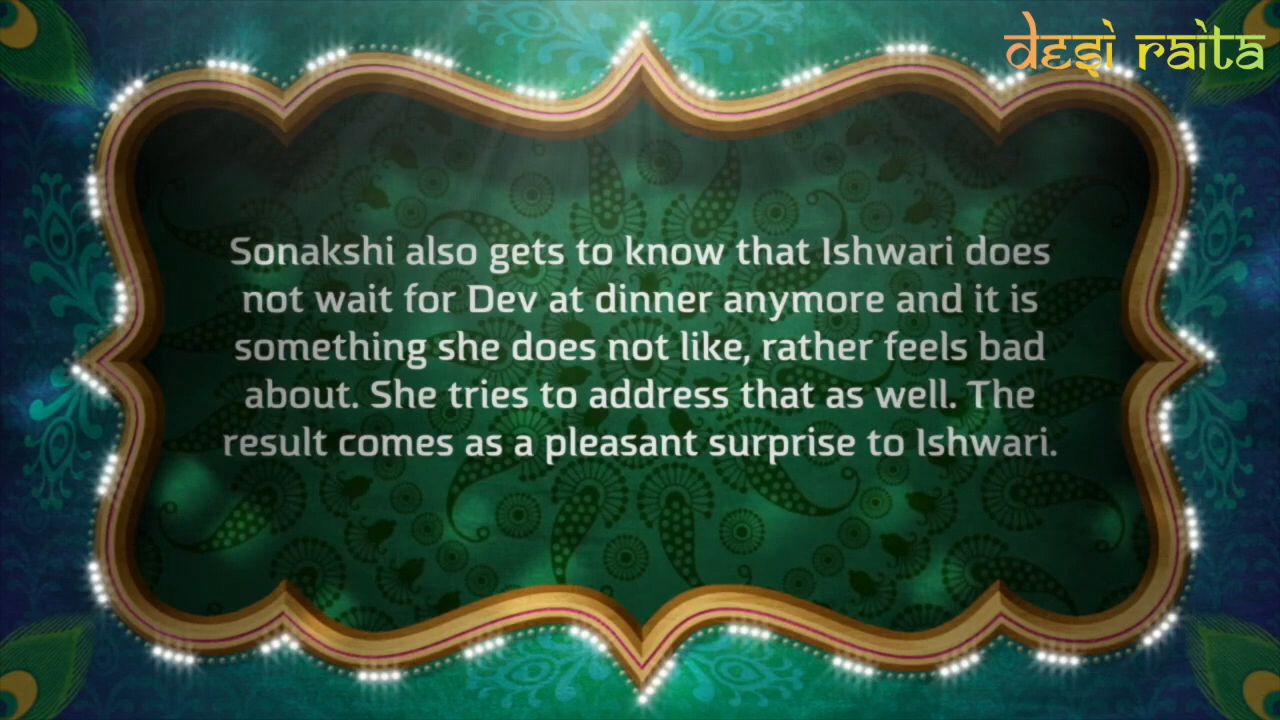 desi raita
Sonakshi also gets to know that Ishwari does
not wait for Dev at dinner anymore and it is
something she does not like, rather feels bad
about. She tries to address that as well. The
result comes as a pleasant surprise to Ishwari.